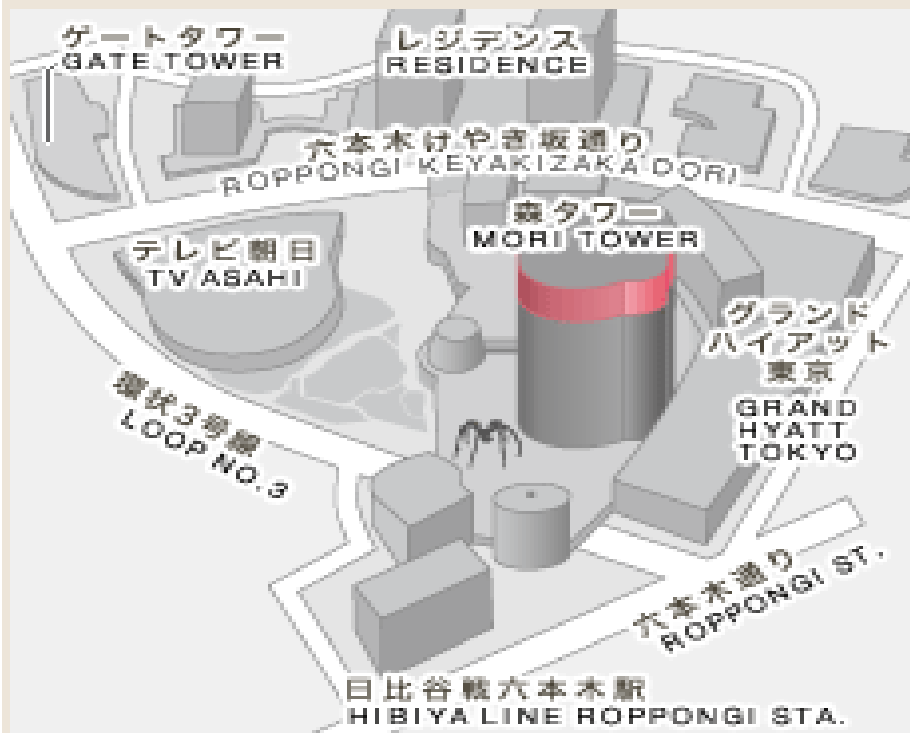 ゲートタワー
GATE TOWER
レジデンス
RESIDENCE
六本木けやき坂通り
ROPPONGI KEYAKIZAKA DORI
森タワー
MORI TOWER
テレビ朝日
TV ASAHI
グランド
ハイアット
東京
GRAND
HYATT
TOKYO
環状3号線
LOOP NO.3
六本木通り
ROPPONGI ST.
日比谷戦六本木駅
HIBIYA LINE ROPPONGI STA.